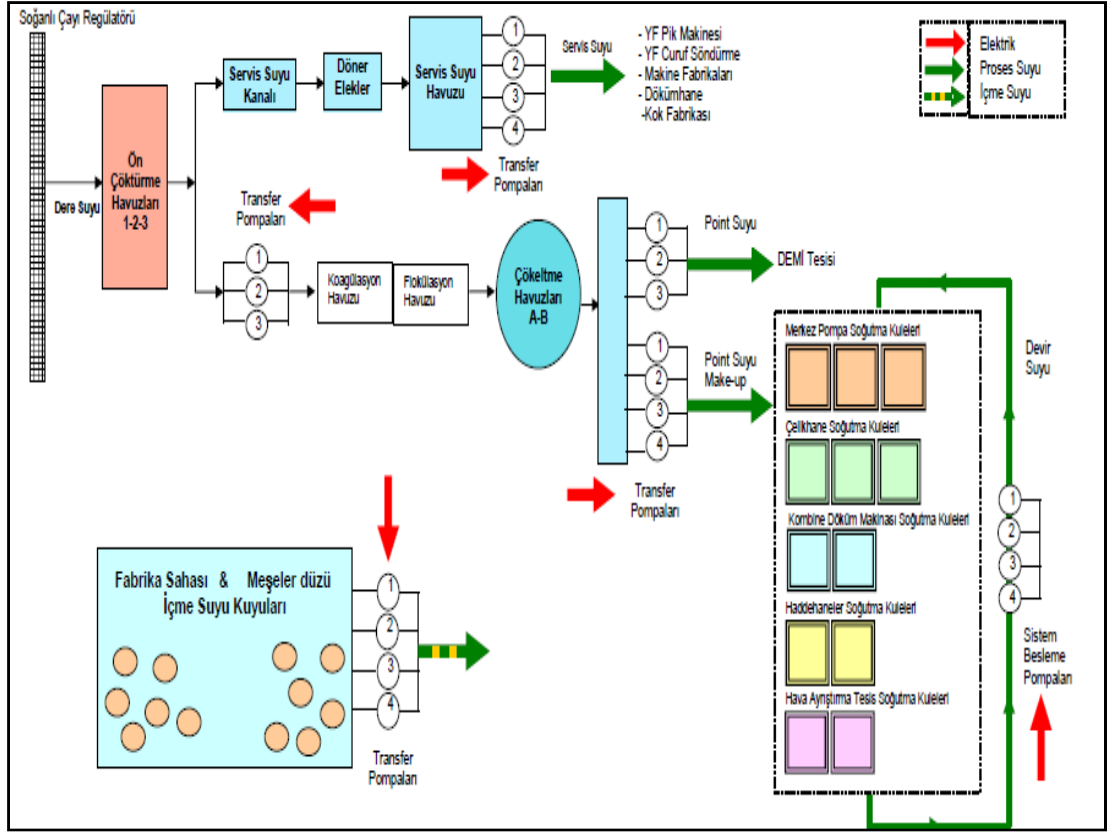 Soğanlı Çayı Regülatörü
Dere Suyu
Ön
Çöktürme
Havuzları
1-2-3
Servis Suyu
Kanalı
Döner
Elekler
Servis Suyu
Havuzu
1
2
3
4
Transfer
Pompaları
Servis Suyu
- YF Pik Makinesi
- YF Curuf Söndürme
- Makine Fabrikaları
- Dökümhane
-Kok Fabrikası
Elektrik
Proses Suyu
İçme Suyu
Transfer
Pompaları
1
2
3
Koagülasyon
Havuzu
Flokülasyon
Havuzu
Çökeltme
Havuzları
A-B
1
2
3
Point Suyu
DEMİ Tesisi
1
2
3
4
Point Suyu
Make-up
Transfer
Pompaları
Merkez Pompa Soğutma Kuleleri
Çelikhane Soğutma Kuleleri
Kombine Döküm Makinası Soğutma Kuleleri
Haddehaneler Soğutma Kuleleri
Hava Ayrıştırma Tesis Soğutma Kuleleri
Devir
Suyu
1
2
3
4
Sistem
Besleme
Pompaları
Fabrika Sahası & Meşeler düzü
İçme Suyu Kuyuları
1
2
3
4
Transfer
Pompaları